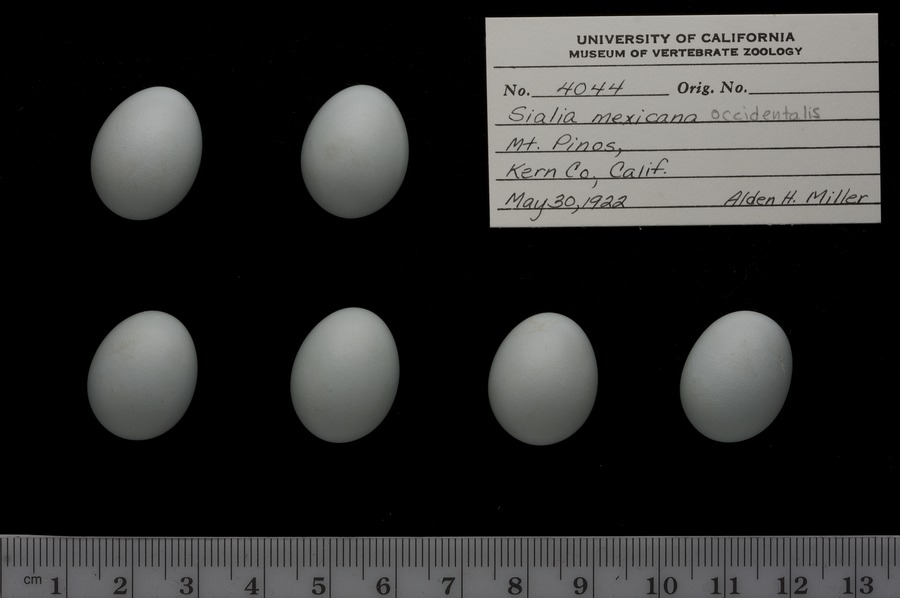 UNIVERSITY OF CALIFORNIA
MUSEUM OF VERTEBRATE ZOOLOGY
No. 4044 Orig. No.
Sialia mexicana occidentalis
Mt. Pinos,
Kern Co., Calif.
May 30, 1922 Alden H. Miller
cm 1 2 3 4 5 6 7 8 9 10 11 12 13